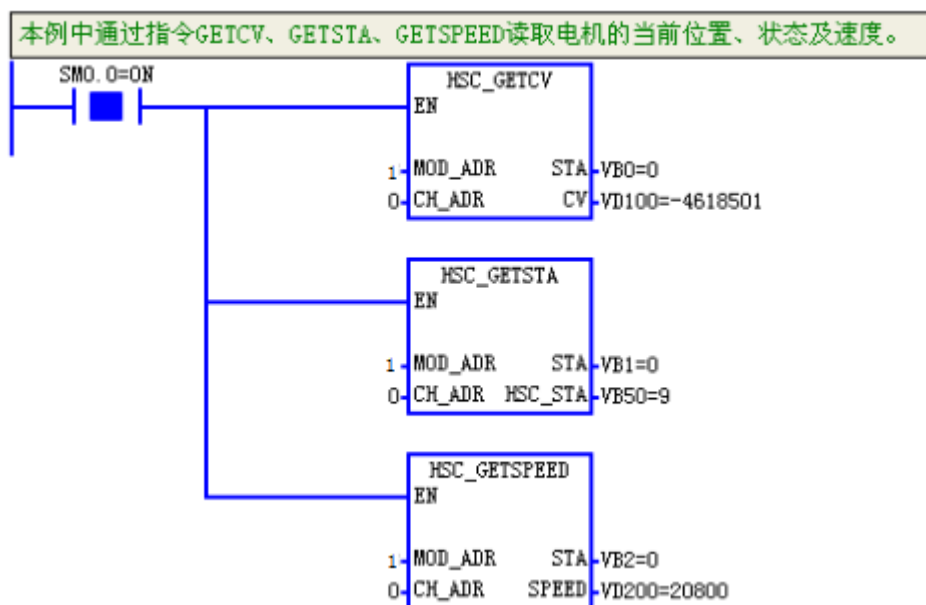 本例中通过指令GETCV、GETSTA、GETSPEED读取电机的当前位置、状态及速度。
SM0.0=ON
HSC_GETCV
EN
1 MOD_ADR STA VB0=0
0 CH_ADR CV VD100=-4618501
HSC_GETSTA
EN
1 MOD_ADR STA VB1=0
0 CH_ADR HSC_STA VB50=9
HSC_GETSPEED
EN
1 MOD_ADR STA VB2=0
0 CH_ADR SPEED VD200=20800